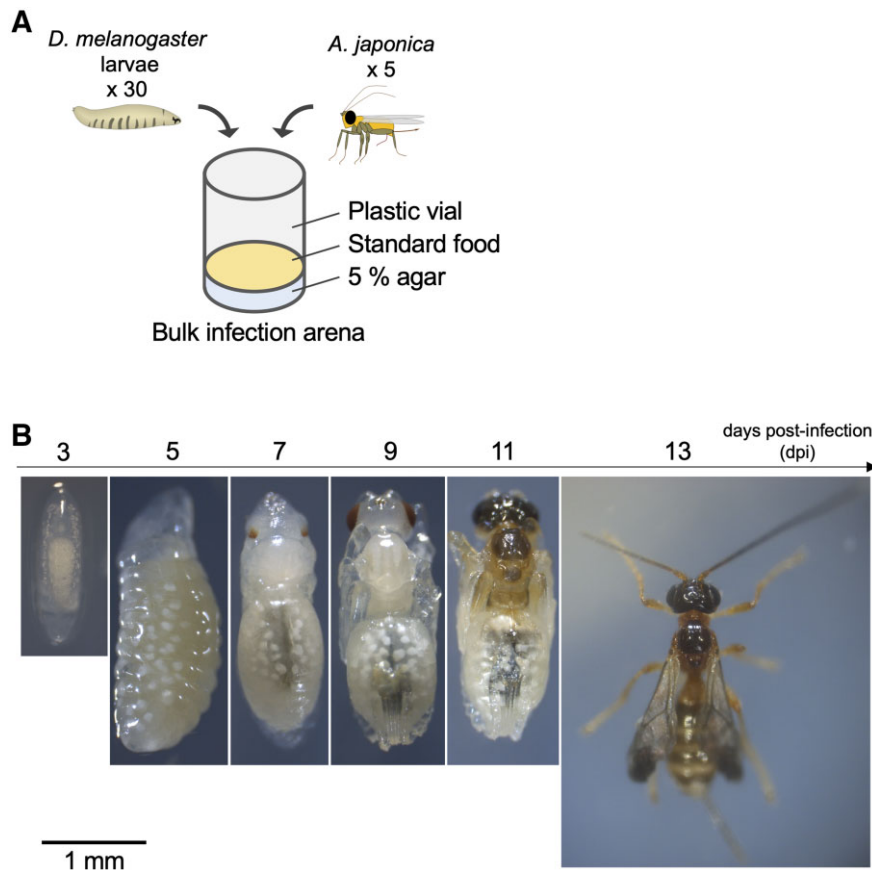 A
D. melanogaster
larvae
x 30
A. japonica
x 5
Plastic vial
Standard food
5 % agar
Bulk infection arena
B
days post-infection
(dpi)
3 5 7 9 11 13
1 mm